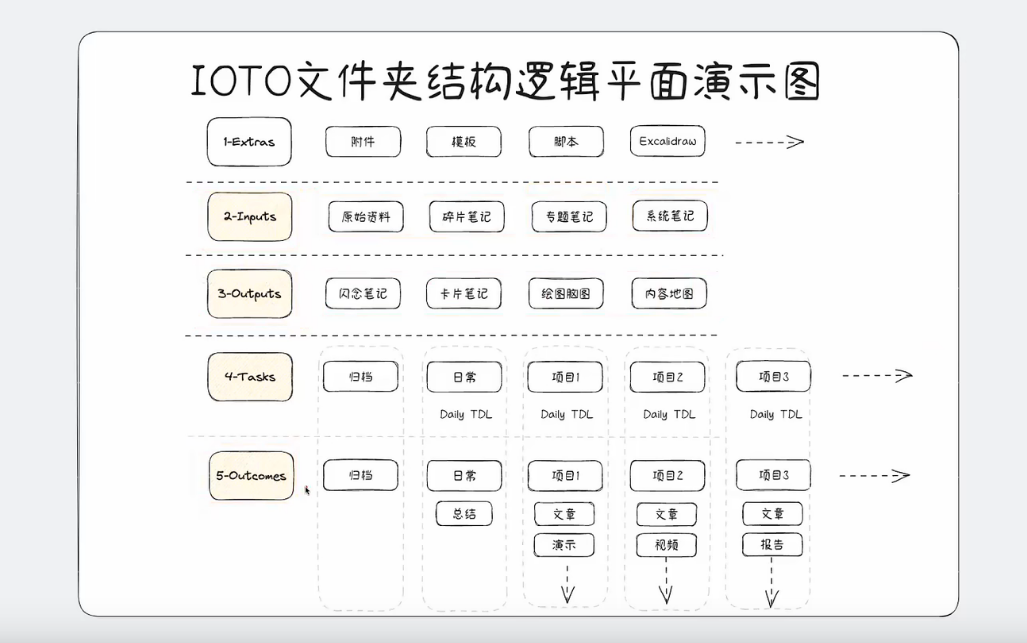 IOTO文件夹结构逻辑平面演示图
1-Extras 附件 模板 脚本 Excalidraw
2-Inputs 原始资料 碎片笔记 专题笔记 系统笔记
3-Outputs 闪念笔记 卡片笔记 绘图脑图 内容地图
4-Tasks 归档 日常 项目1 项目2 项目3
Daily TDL Daily TDL Daily TDL Daily TDL
5-Outcomes 归档 日常 项目1 项目2 项目3
总结 文章 文章 文章
演示 视频 报告